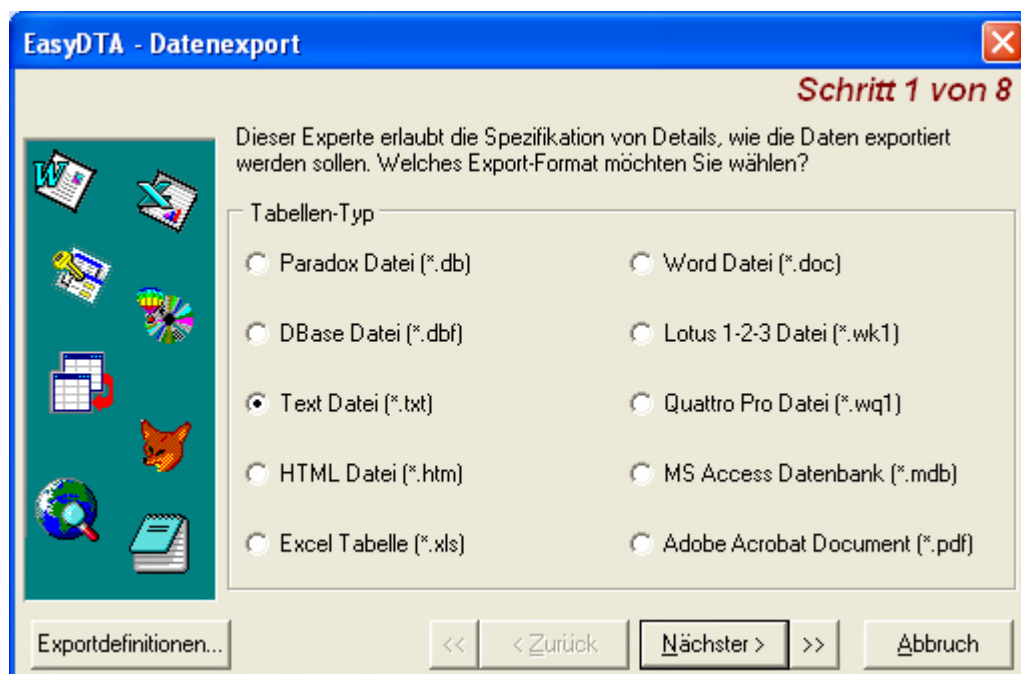 EasyDTA - Datenexport
Schritt 1 von 8
Dieser Experte erlaubt die Spezifikation von Details, wie die Daten exportiert
werden sollen. Welches Export-Format möchten Sie wählen?
Tabellen-Typ
Paradox Datei (*.db)
Word Datei (*.doc)
DBase Datei (*.dbf)
Lotus 1-2-3 Datei (*.wk1)
Text Datei (*.txt)
Quattro Pro Datei (*.wq1)
HTML Datei (*.htm)
MS Access Datenbank (*.mdb)
Excel Tabelle (*.xls)
Adobe Acrobat Document (*.pdf)
Exportdefinitionen...
<<
< Zurück
Nächster >
>>
Abbruch